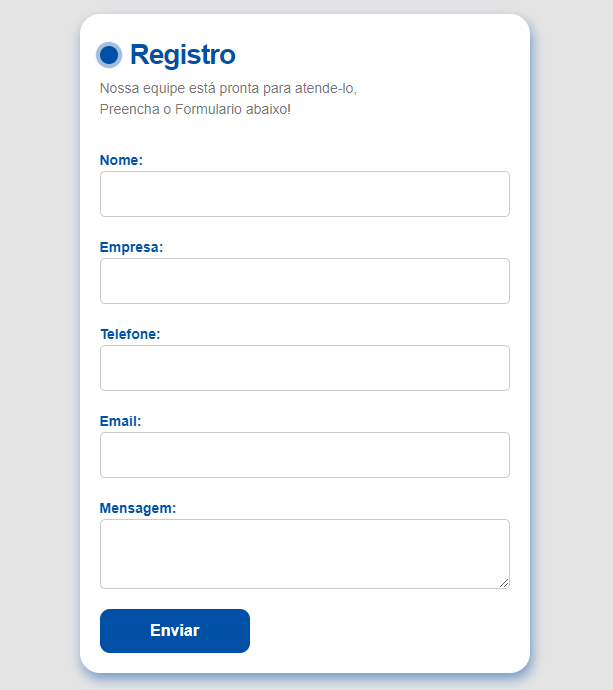 Registro
Nossa equipe está pronta para atende-lo,
Preencha o Formulario abaixo!
Nome:
Empresa:
Telefone:
Email:
Mensagem:
Enviar